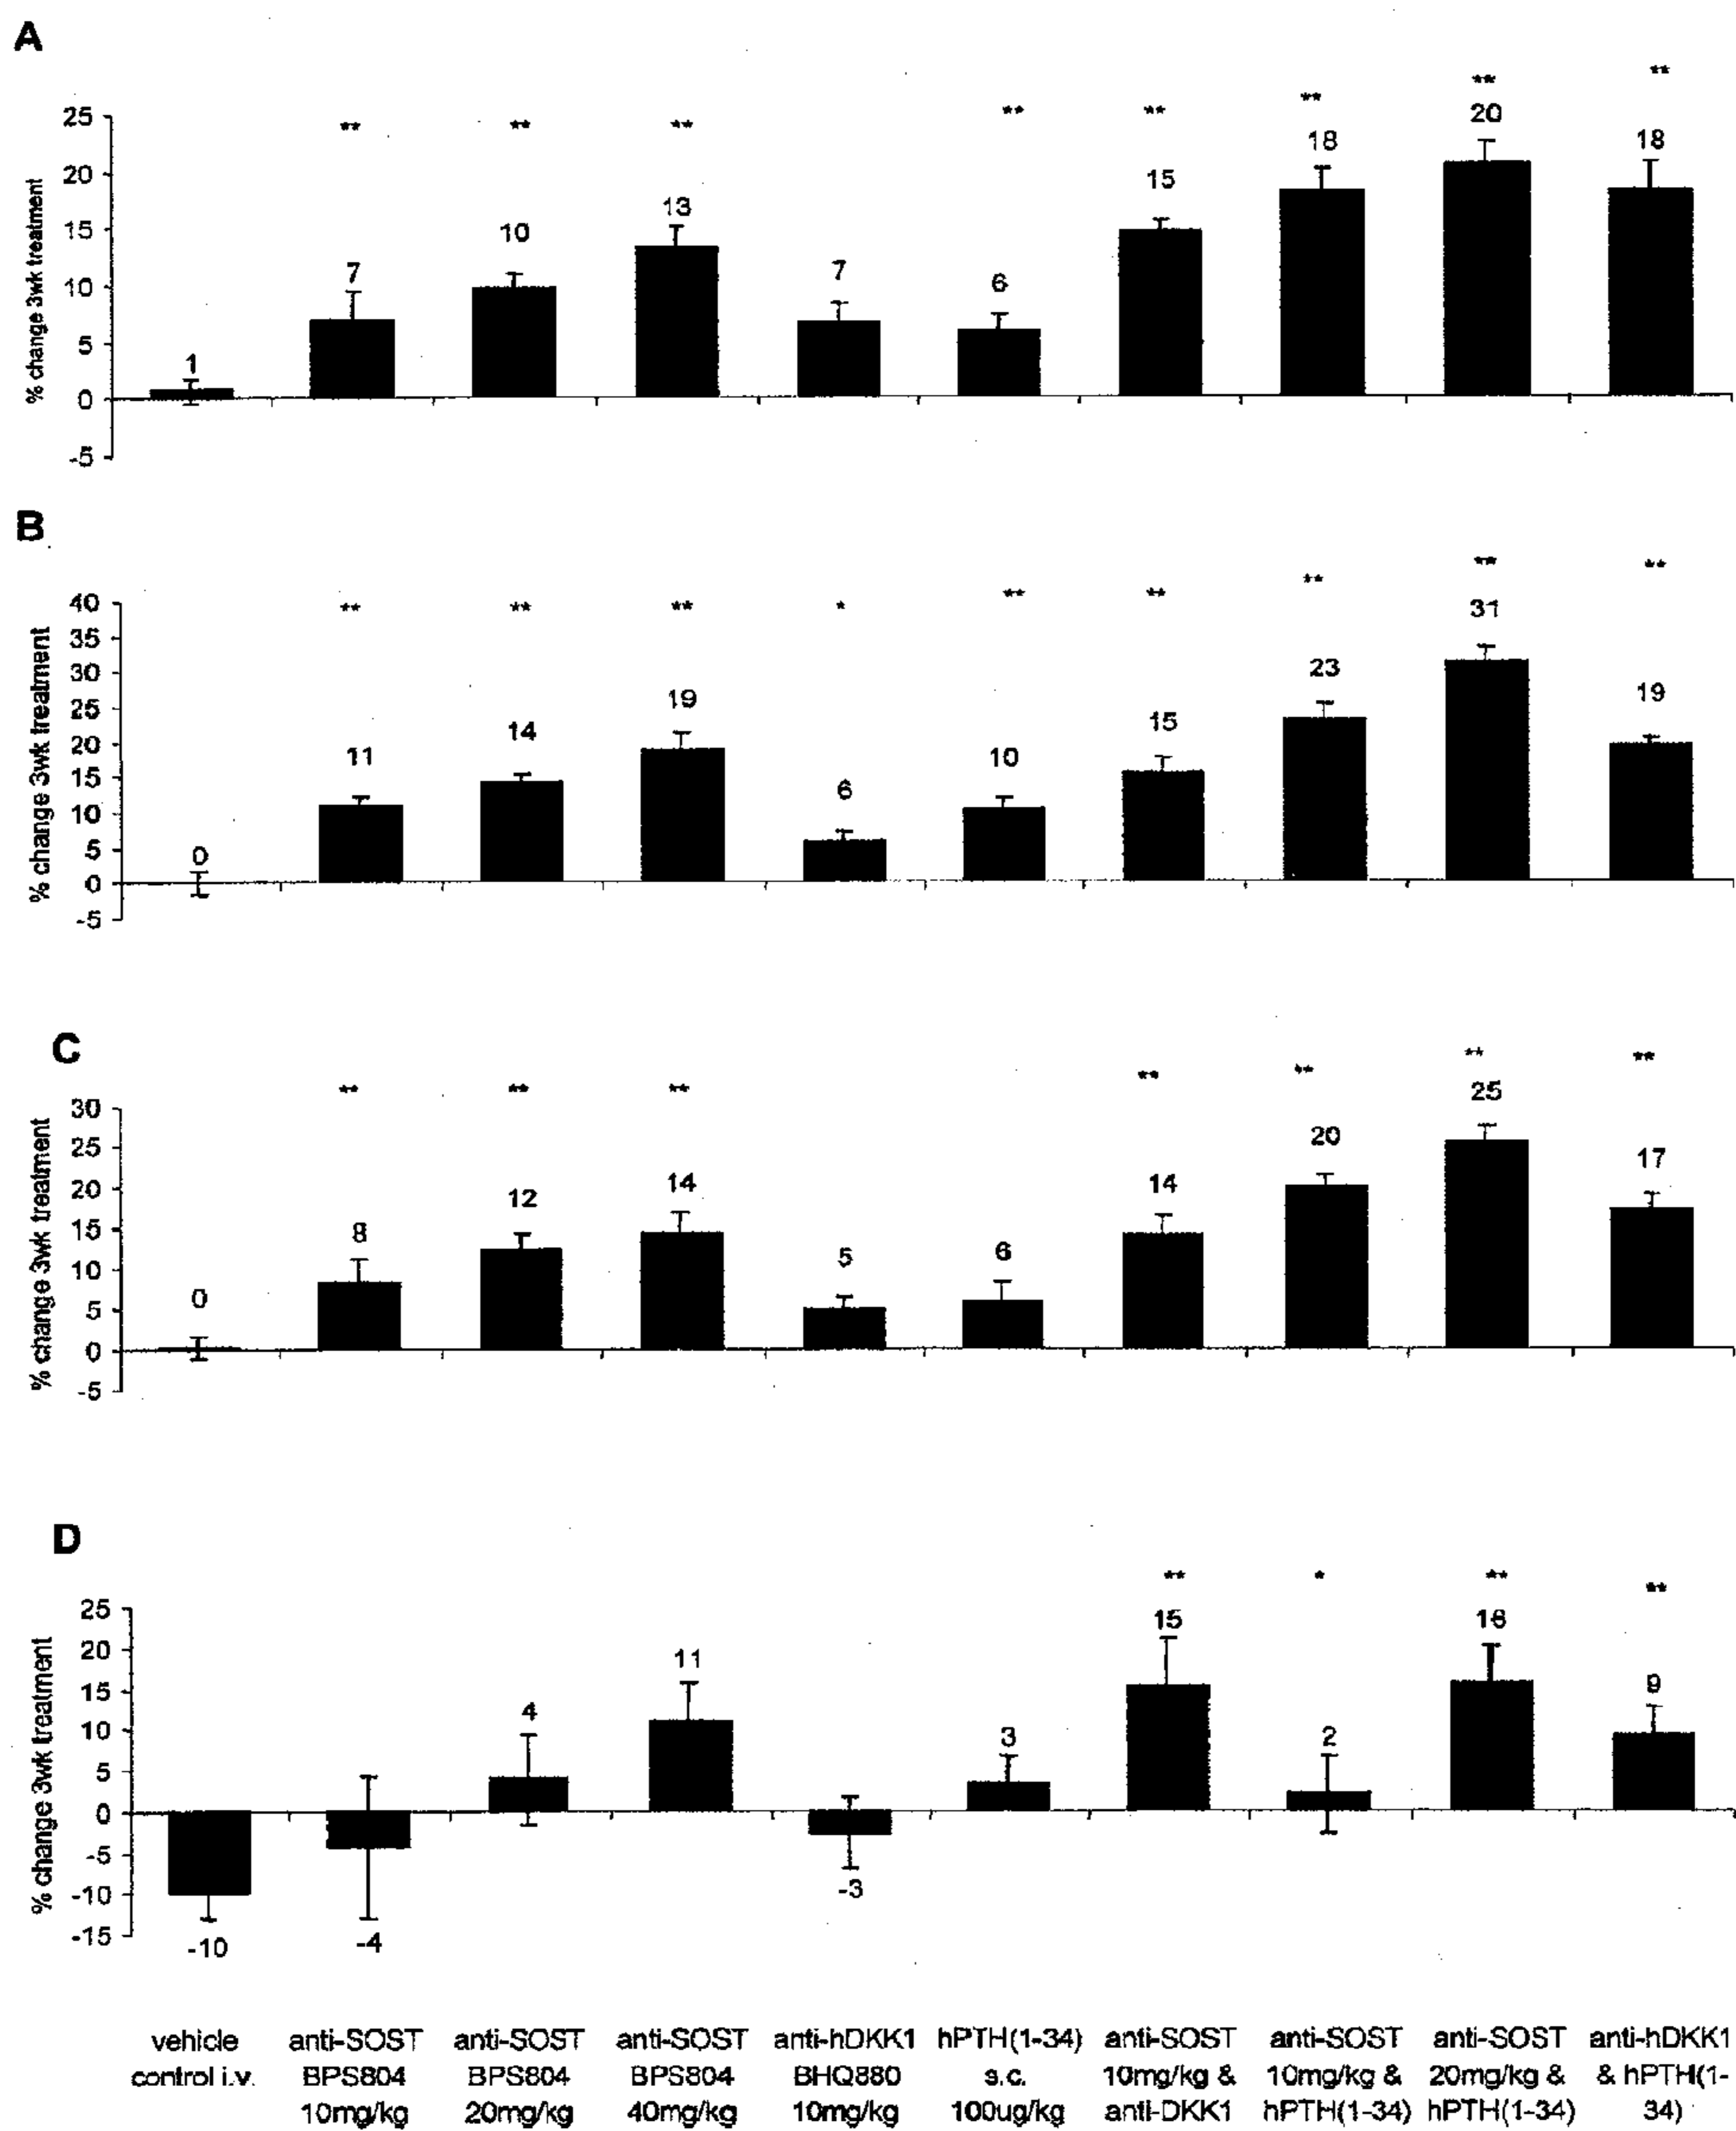 A
** ** ** ** ** ** ** **
25
20
15
10
5
0
-5
% change 3wk treatment
1 7 10 13 7 6 15 18 20 18
B
** ** ** * ** ** ** ** **
40
35
30
25
20
15
10
5
0
-5
% change 3wk treatment
0 11 14 19 6 10 15 23 31 19
C
** ** ** ** ** ** **
30
25
20
15
10
5
0
-5
% change 3wk treatment
0 8 12 14 5 6 14 20 25 17
D
** * ** **
25
20
15
10
5
0
-5
-10
-15
% change 3wk treatment
-10 -4 4 11 -3 3 15 2 16 9
vehicle
control i.v.
anti-SOST
BPS804
10mg/kg
anti-SOST
BPS804
20mg/kg
anti-SOST
BPS804
40mg/kg
anti-hDKK1
BHQ880
10mg/kg
hPTH(1-34)
s.c.
100ug/kg
anti-SOST
10mg/kg &
anti-DKK1
anti-SOST
10mg/kg &
hPTH(1-34)
anti-SOST
20mg/kg &
hPTH(1-34)
anti-hDKK1
& hPTH(1-
34)